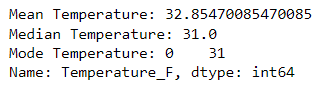 Mean Temperature: 32.85470085470085
Median Temperature: 31.0
Mode Temperature: 0    31
Name: Temperature_F, dtype: int64